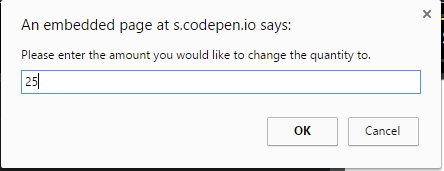 An embedded page at s.codepen.io says:
Please enter the amount you would like to change the quantity to.
25
OK Cancel